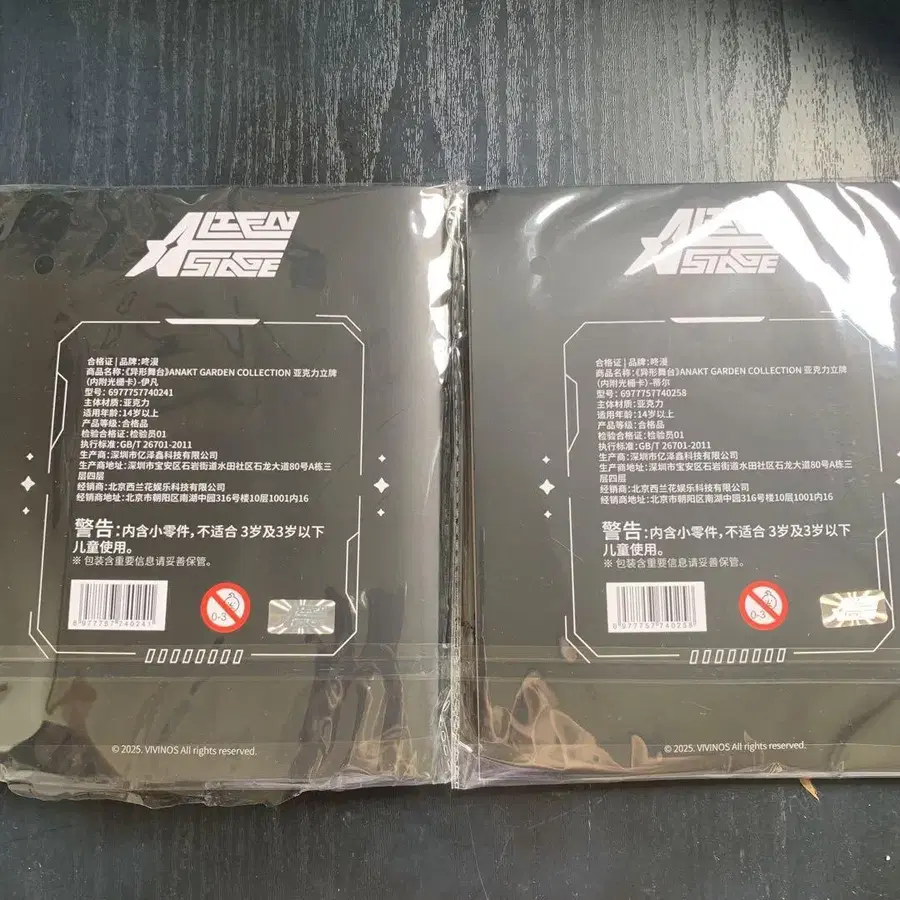 ALIEN
STAGE
合格证 | 品牌:咚漫
商品名称:《异形舞台》ANAKT GARDEN COLLECTION 亚克力立牌
(内附光栅卡)-伊凡
型号: 6977757740241
主体材质:亚克力
适用年龄:14岁以上
产品等级:合格品
检验合格证:检验员01
执行标准:GB/T 26701-2011
生产商:深圳市亿泽鑫科技有限公司
生产商地址:深圳市宝安区石岩街道水田社区石龙大道80号A栋三
层四层
经销商:北京西兰花娱乐科技有限公司
经销商地址:北京市朝阳区南湖中园316号楼10层1001内16
警告:内含小零件,不适合 3岁及3岁以下
儿童使用。
※ 包装含重要信息请妥善保管。
6977757740241
0-3
ALIEN
STAGE
© 2025. VIVINOS All rights reserved.
ALIEN
STAGE
合格证 | 品牌:咚漫
商品名称:《异形舞台》ANAKT GARDEN COLLECTION 亚克力立牌
(内附光栅卡)-蒂尔
型号: 6977757740258
主体材质:亚克力
适用年龄:14岁以上
产品等级:合格品
检验合格证:检验员01
执行标准:GB/T 26701-2011
生产商:深圳市亿泽鑫科技有限公司
生产商地址:深圳市宝安区石岩街道水田社区石龙大道80号A栋三
层四层
经销商:北京西兰花娱乐科技有限公司
经销商地址:北京市朝阳区南湖中园316号楼10层1001内16
警告:内含小零件,不适合 3岁及3岁以下
儿童使用。
※ 包装含重要信息请妥善保管。
6977757740258
0-3
© 2025. VIVINOS All rights reserved.